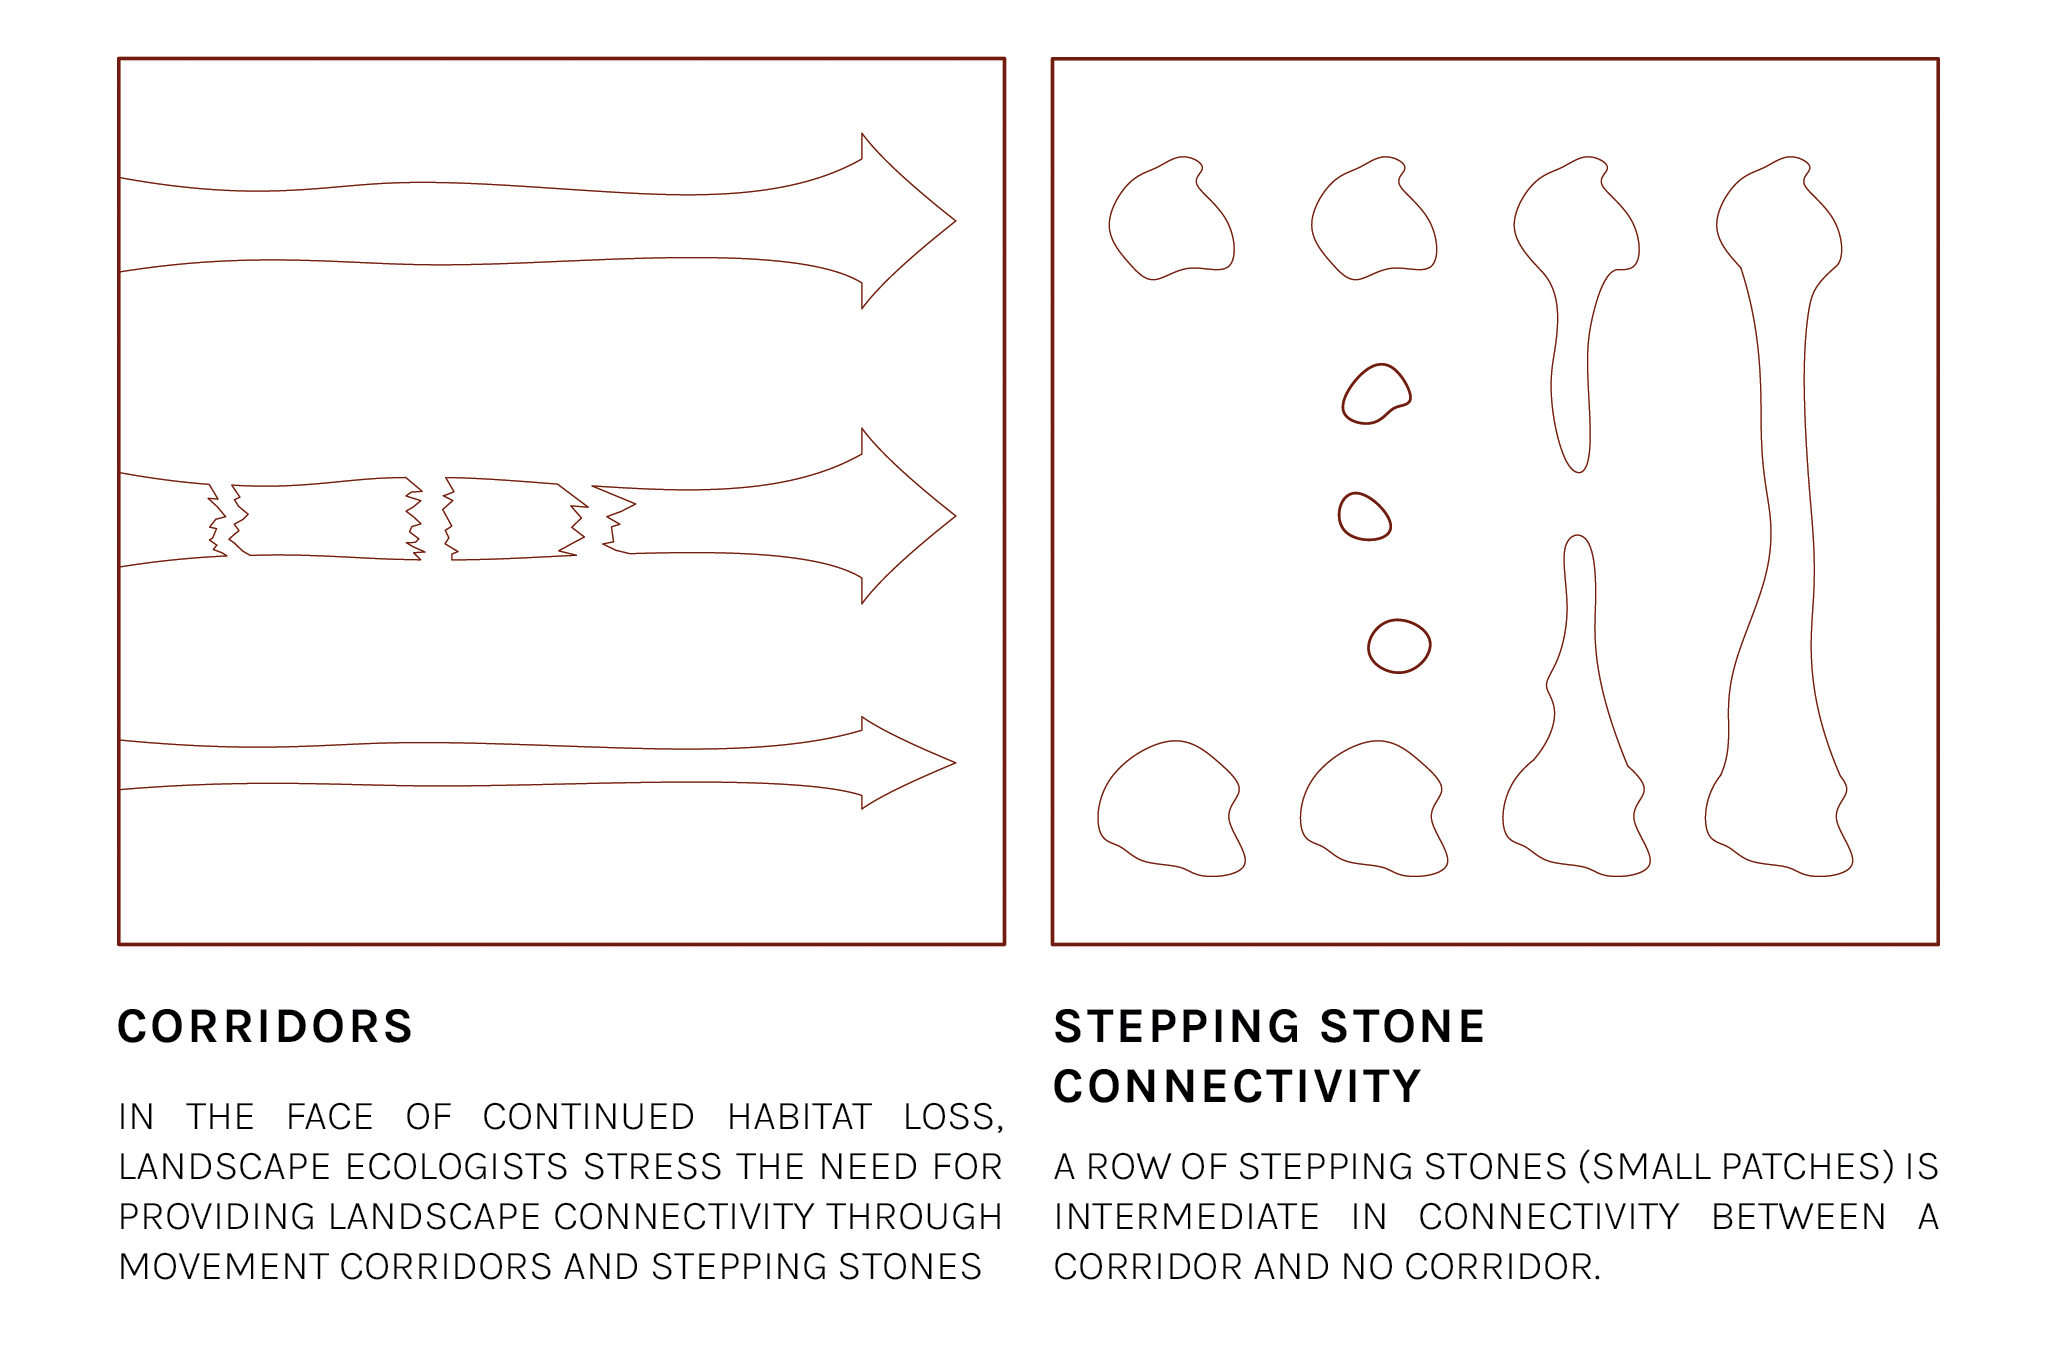 CORRIDORS
IN THE FACE OF CONTINUED HABITAT LOSS,
LANDSCAPE ECOLOGISTS STRESS THE NEED FOR
PROVIDING LANDSCAPE CONNECTIVITY THROUGH
MOVEMENT CORRIDORS AND STEPPING STONES
STEPPING STONE
CONNECTIVITY
A ROW OF STEPPING STONES (SMALL PATCHES) IS
INTERMEDIATE IN CONNECTIVITY BETWEEN A
CORRIDOR AND NO CORRIDOR.